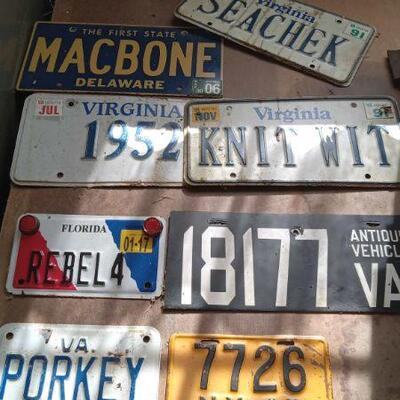 Virginia
SEACHEK
91
THE FIRST STATE
MACBONE
DELAWARE
06
JUL
VIRGINIA
1952
NOV
Virginia
KNIT WIT
FLORIDA
01-17
REBEL4
18177
ANTIQUE
VEHICLE
VA
VA
PORKEY
7726